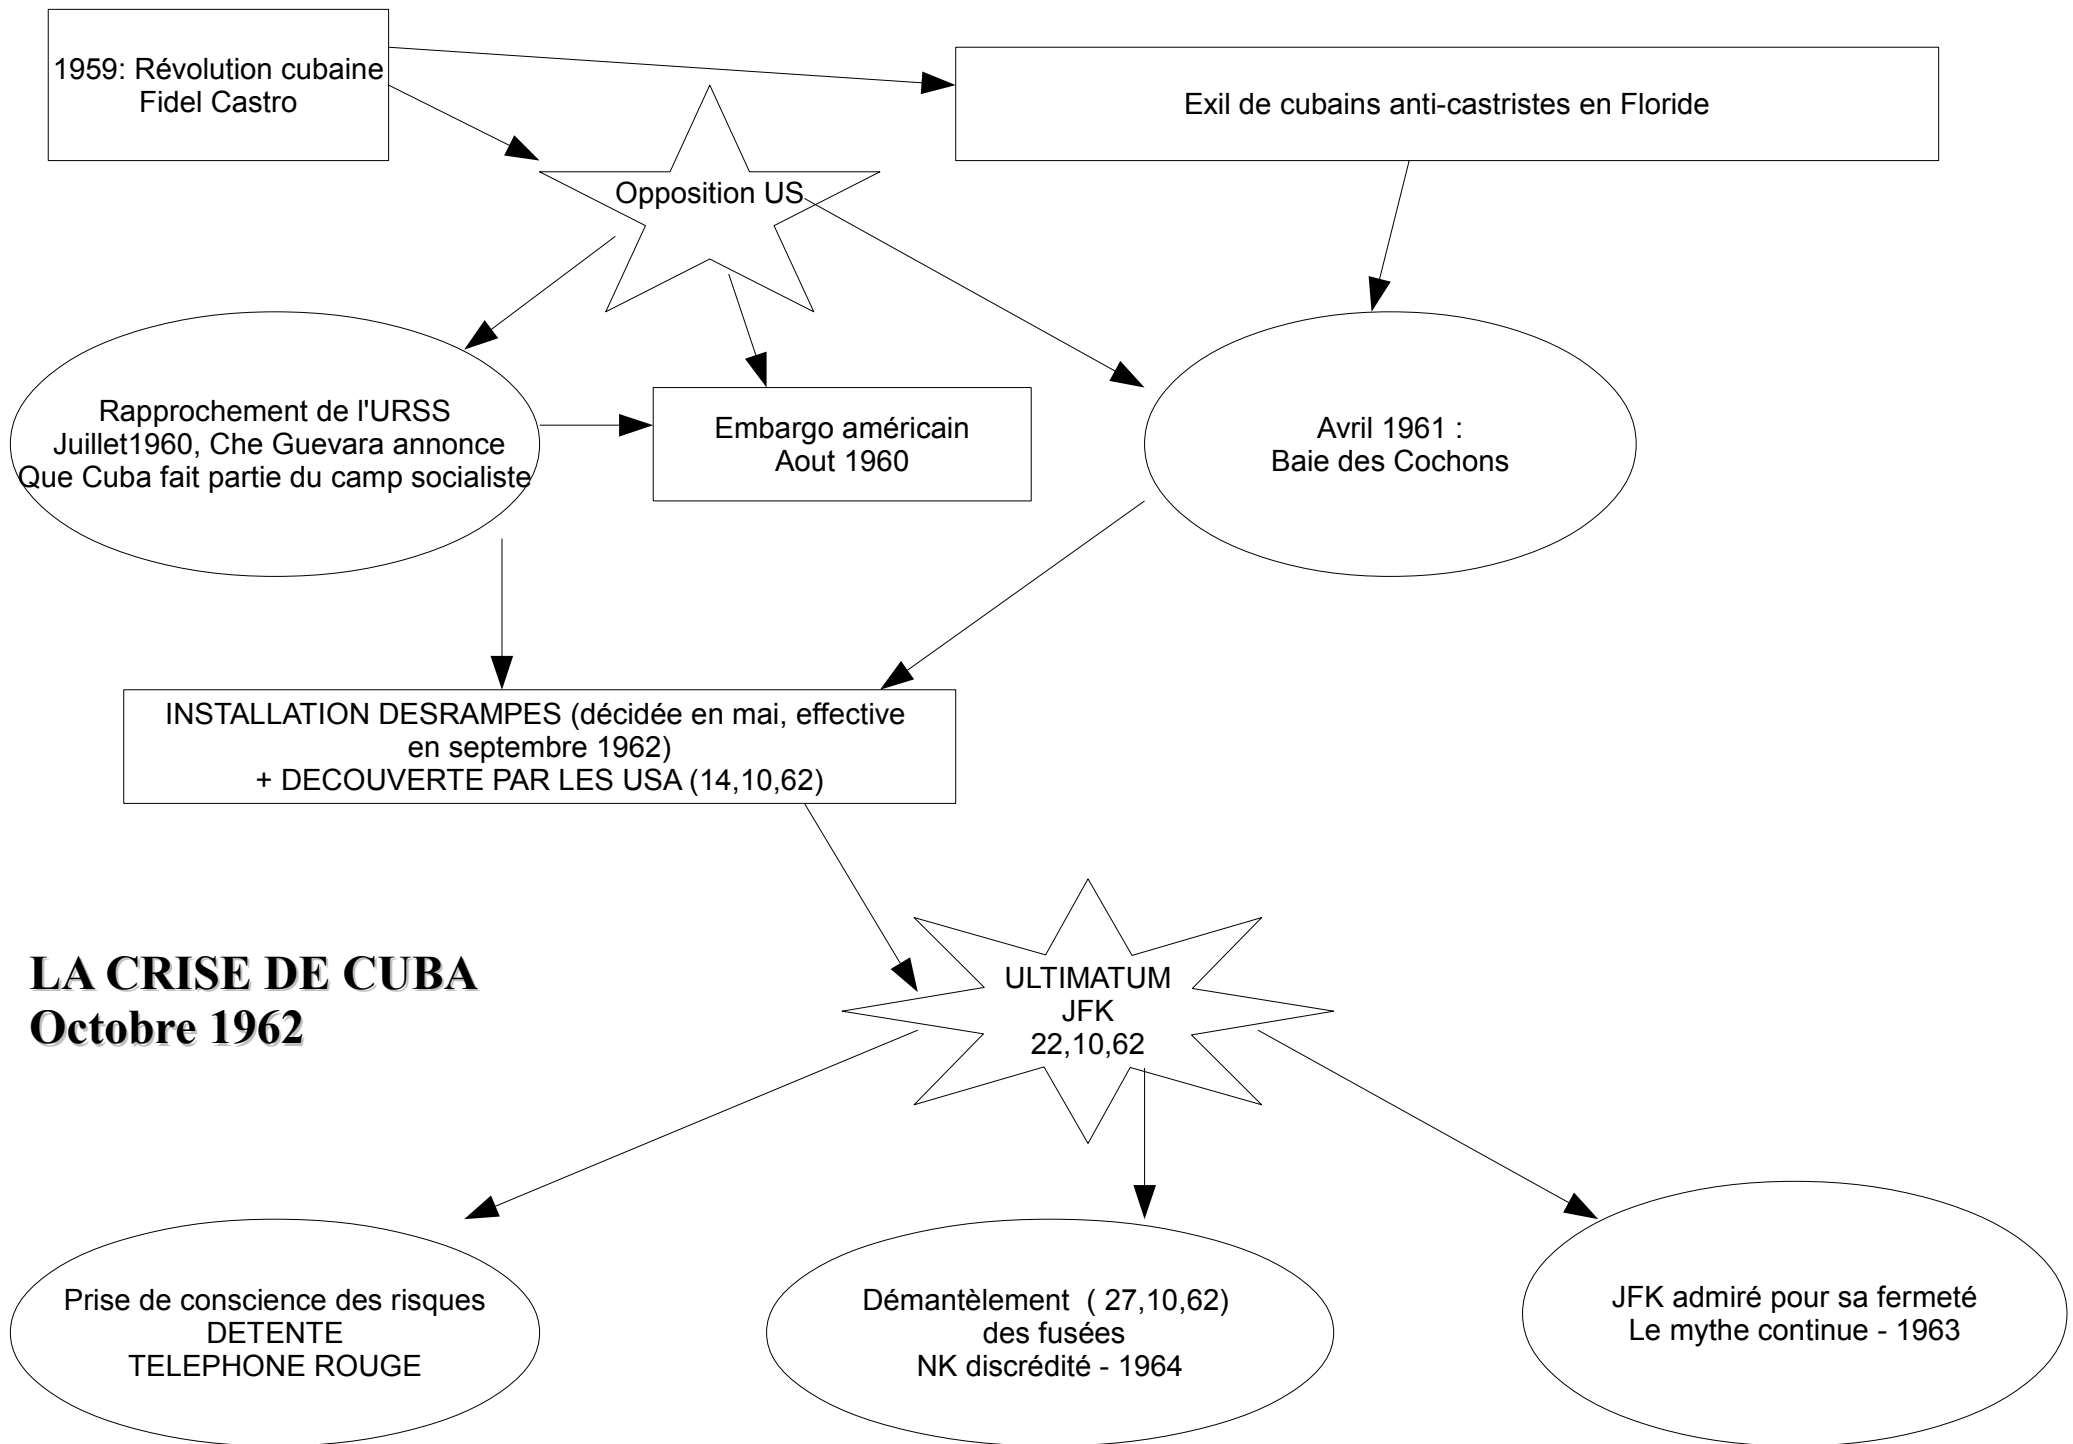 1959: Révolution cubaine
Fidel Castro
Exil de cubains anti-castristes en Floride
Opposition US
Rapprochement de l'URSS
Juillet1960, Che Guevara annonce
Que Cuba fait partie du camp socialiste
Embargo américain
Aout 1960
Avril 1961 :
Baie des Cochons
INSTALLATION DESRAMPES (décidée en mai, effective
en septembre 1962)
+ DECOUVERTE PAR LES USA (14,10,62)
LA CRISE DE CUBA
Octobre 1962
ULTIMATUM
JFK
22,10,62
Prise de conscience des risques
DETENTE
TELEPHONE ROUGE
Démantèlement ( 27,10,62)
des fusées
NK discrédité - 1964
JFK admiré pour sa fermeté
Le mythe continue - 1963